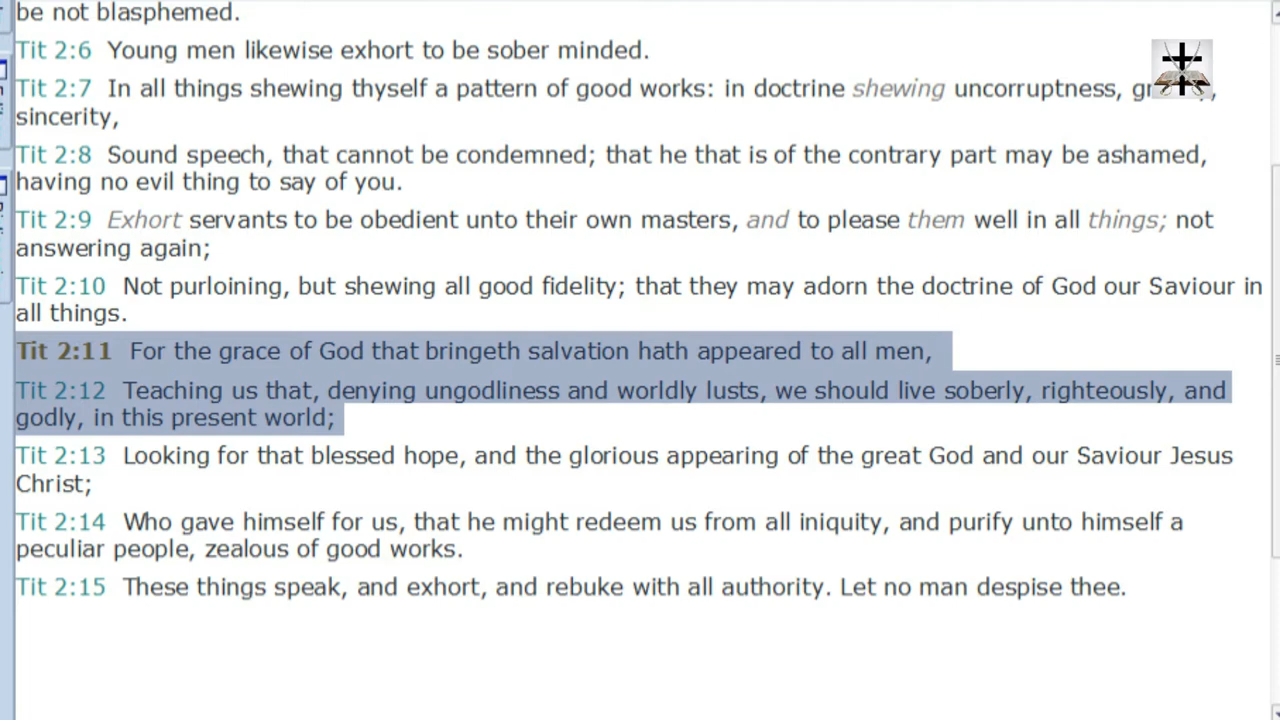 be not blasphemed.
Tit 2:6 Young men likewise exhort to be sober minded.
Tit 2:7 In all things shewing thyself a pattern of good works: in doctrine shewing uncorruptness,
sincerity,
Tit 2:8 Sound speech, that cannot be condemned; that he that is of the contrary part may be ashamed,
having no evil thing to say of you.
Tit 2:9 Exhort servants to be obedient unto their own masters, and to please them well in all things; not
answering again;
Tit 2:10 Not purloining, but shewing all good fidelity; that they may adorn the doctrine of God our Saviour in
all things.
Tit 2:11 For the grace of God that bringeth salvation hath appeared to all men,
Tit 2:12 Teaching us that, denying ungodliness and worldly lusts, we should live soberly, righteously, and
godly, in this present world;
Tit 2:13 Looking for that blessed hope, and the glorious appearing of the great God and our Saviour Jesus
Christ;
Tit 2:14 Who gave himself for us, that he might redeem us from all iniquity, and purify unto himself a
peculiar people, zealous of good works.
Tit 2:15 These things speak, and exhort, and rebuke with all authority. Let no man despise thee.